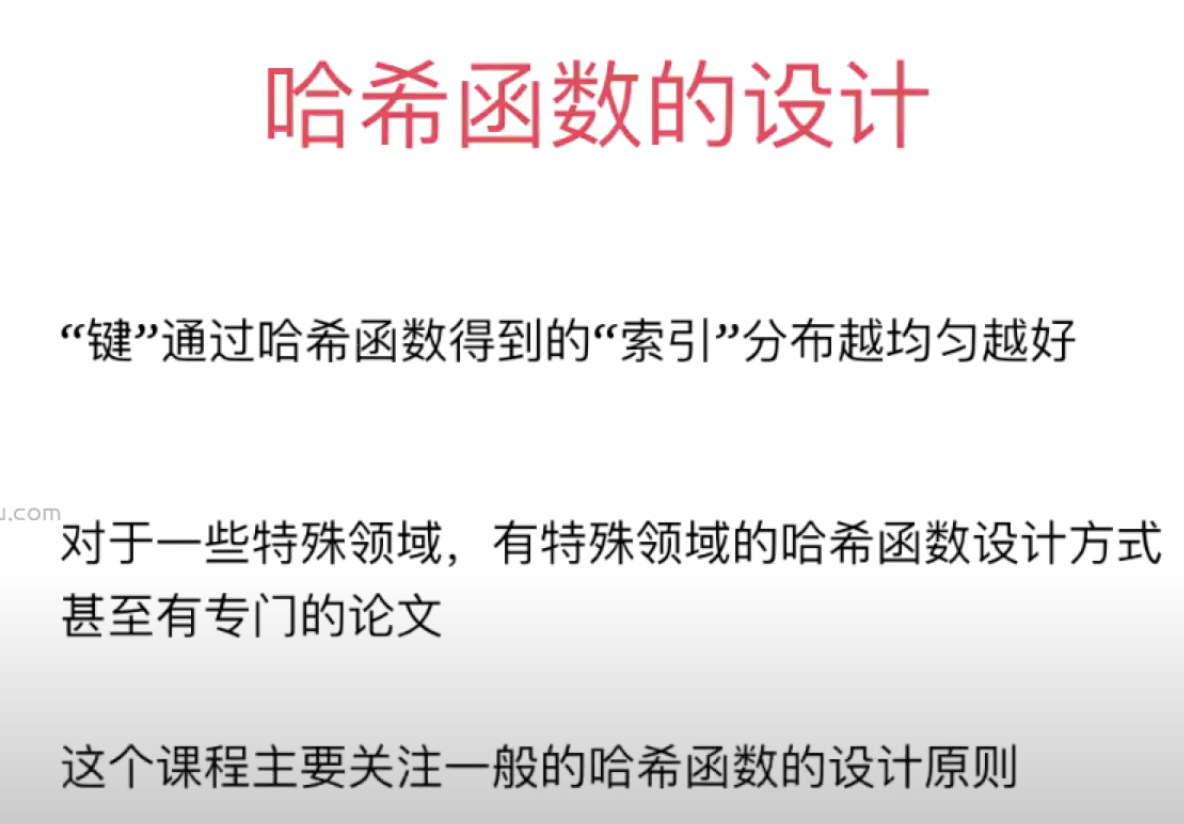 哈希函数的设计
“键”通过哈希函数得到的“索引”分布越均匀越好
u.com
对于一些特殊领域，有特殊领域的哈希函数设计方式
甚至有专门的论文
这个课程主要关注一般的哈希函数的设计原则